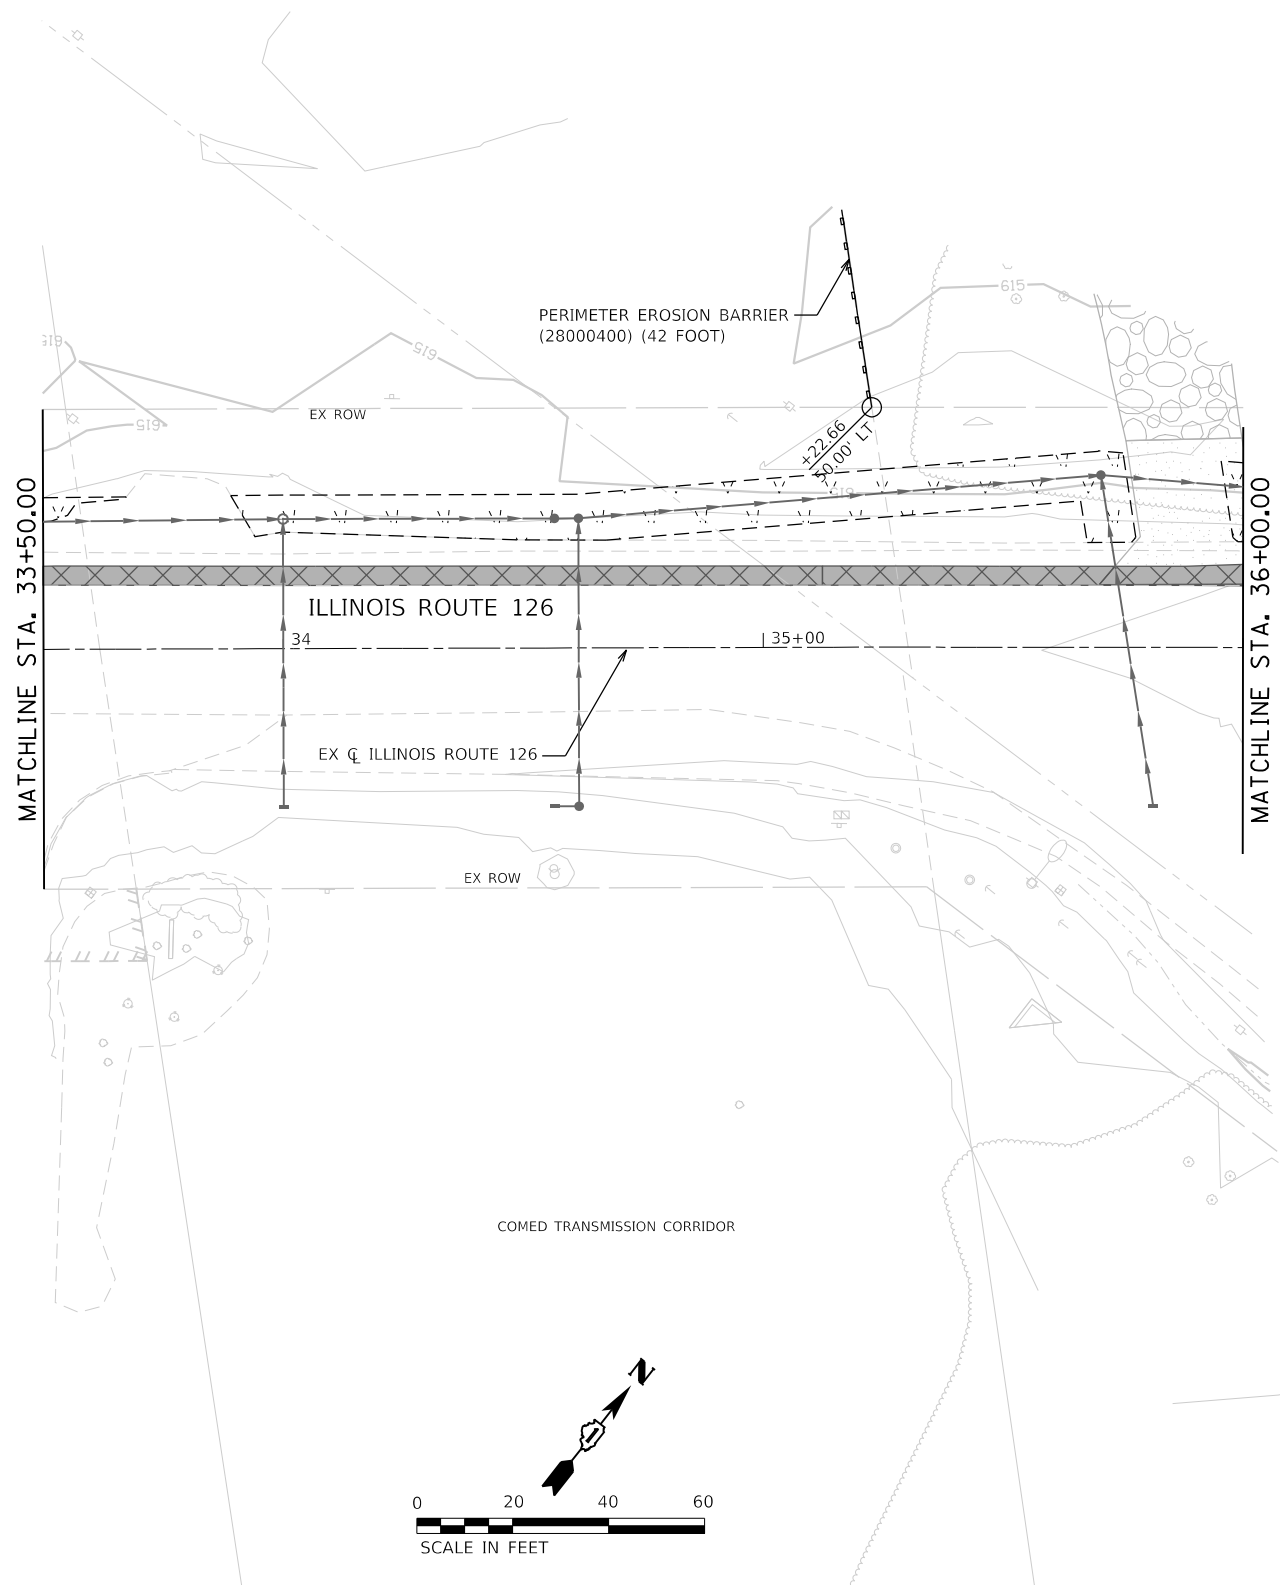 615
615
PERIMETER EROSION BARRIER
(28000400) (42 FOOT)
615
EX ROW
615
+22.66
50.00' LT
MATCHLINE STA. 33+50.00
MATCHLINE STA. 36+00.00
ILLINOIS ROUTE 126
34
35+00
EX ℄ ILLINOIS ROUTE 126
EX ROW
COMED TRANSMISSION CORRIDOR
N
0 20 40 60
SCALE IN FEET